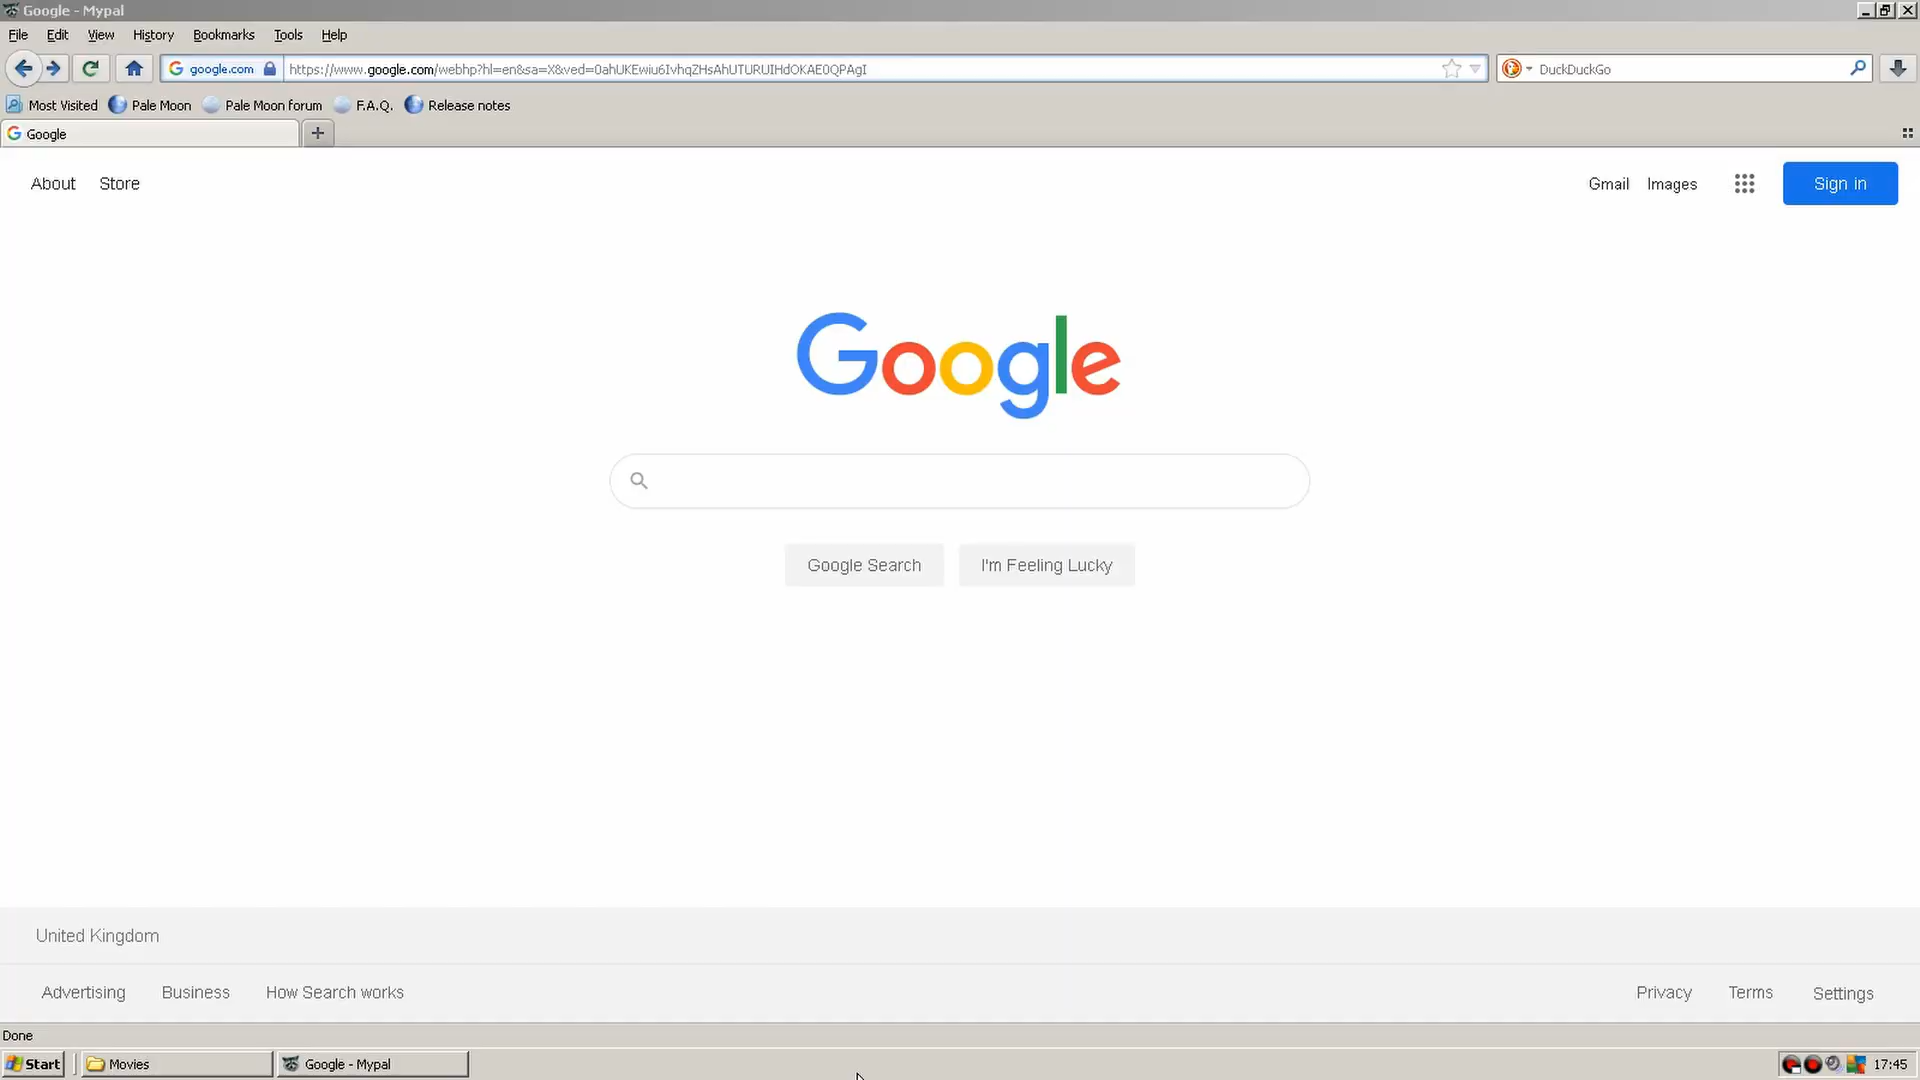 Google - Mypal
File Edit View History Bookmarks Tools Help
google.com https://www.google.com/webhp?hl=en&sa=X&ved=0ahUKEwiu6IvhqZHsAhUTURUIHdOKAE0QPAgI DuckDuckGo
Most Visited Pale Moon Pale Moon forum F.A.Q. Release notes
Google
About Store Gmail Images Sign in
Google
Google Search I'm Feeling Lucky
United Kingdom
Advertising Business How Search works Privacy Terms Settings
Done
Start Movies Google - Mypal 17:45